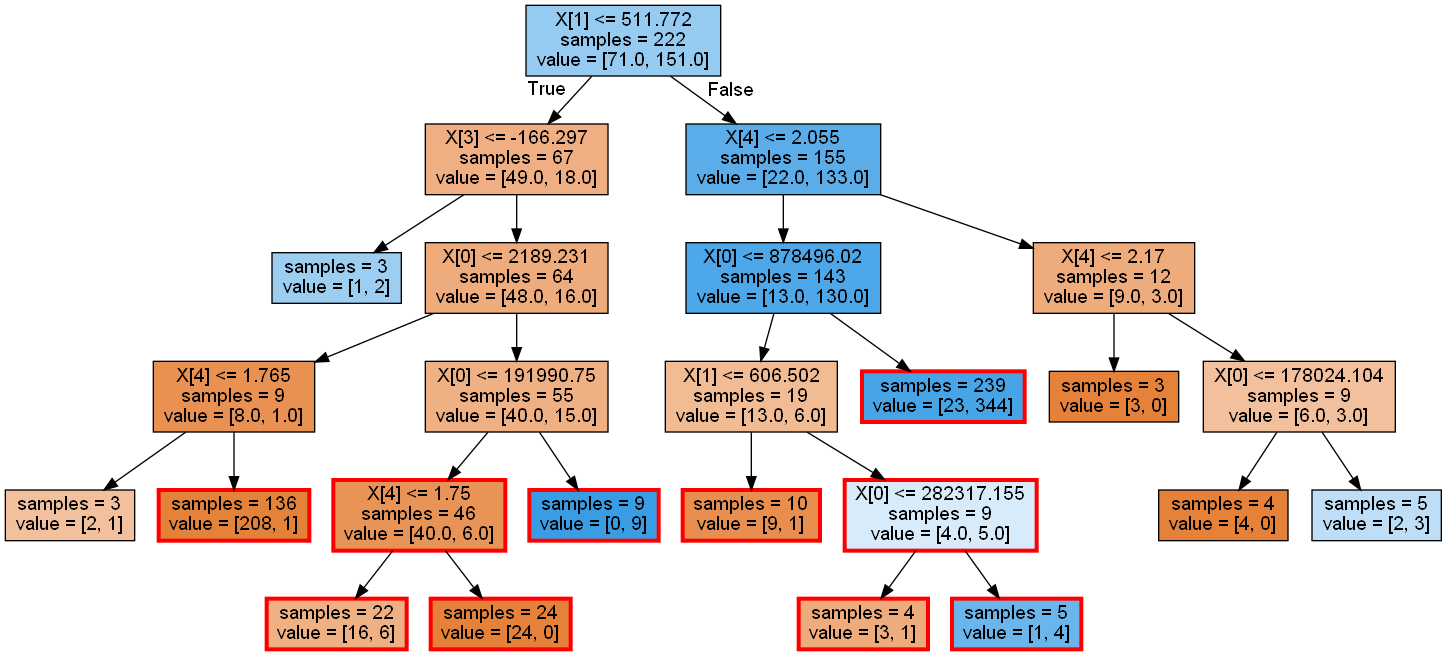 X[1] <= 511.772
samples = 222
value = [71.0, 151.0]
True
False
X[3] <= -166.297
samples = 67
value = [49.0, 18.0]
X[4] <= 2.055
samples = 155
value = [22.0, 133.0]
samples = 3
value = [1, 2]
X[0] <= 2189.231
samples = 64
value = [48.0, 16.0]
X[0] <= 878496.02
samples = 143
value = [13.0, 130.0]
X[4] <= 2.17
samples = 12
value = [9.0, 3.0]
X[4] <= 1.765
samples = 9
value = [8.0, 1.0]
X[0] <= 191990.75
samples = 55
value = [40.0, 15.0]
X[1] <= 606.502
samples = 19
value = [13.0, 6.0]
samples = 239
value = [23, 344]
samples = 3
value = [3, 0]
X[0] <= 178024.104
samples = 9
value = [6.0, 3.0]
samples = 3
value = [2, 1]
samples = 136
value = [208, 1]
X[4] <= 1.75
samples = 46
value = [40.0, 6.0]
samples = 9
value = [0, 9]
samples = 10
value = [9, 1]
X[0] <= 282317.155
samples = 9
value = [4.0, 5.0]
samples = 4
value = [4, 0]
samples = 5
value = [2, 3]
samples = 22
value = [16, 6]
samples = 24
value = [24, 0]
samples = 4
value = [3, 1]
samples = 5
value = [1, 4]